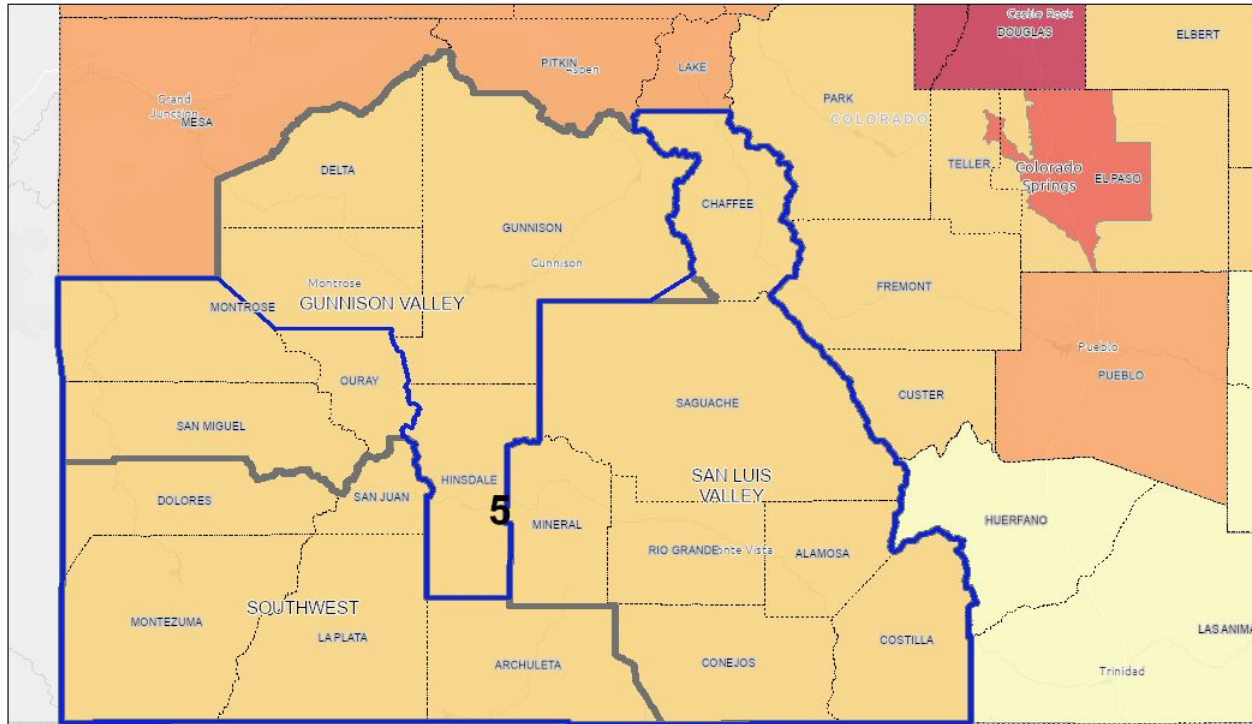 Castle Rock
DOUGLAS
ELBERT
PITKIN
Aspen
LAKE
Grand
Junction
MESA
PARK
COLORADO
DELTA
TELLER
Colorado
Springs
EL PASO
CHAFFEE
GUNNISON
Gunnison
Montrose
MONTROSE
GUNNISON VALLEY
FREMONT
Pueblo
PUEBLO
OURAY
CUSTER
SAGUACHE
SAN MIGUEL
HINSDALE
SAN LUIS
VALLEY
DOLORES
SAN JUAN
5
MINERAL
HUERFANO
RIO GRANDE
onte Vista
ALAMOSA
SOUTHWEST
MONTEZUMA
LA PLATA
COSTILLA
LAS ANIMA
ARCHULETA
CONEJOS
Trinidad